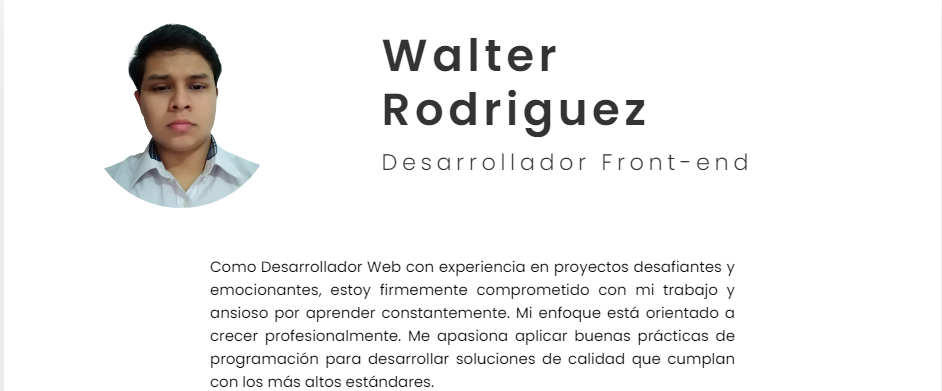 Walter
Rodriguez
Desarrollador Front-end
Como Desarrollador Web con experiencia en proyectos desafiantes y
emocionantes, estoy firmemente comprometido con mi trabajo y
ansioso por aprender constantemente. Mi enfoque está orientado a
crecer profesionalmente. Me apasiona aplicar buenas prácticas de
programación para desarrollar soluciones de calidad que cumplan
con los más altos estándares.